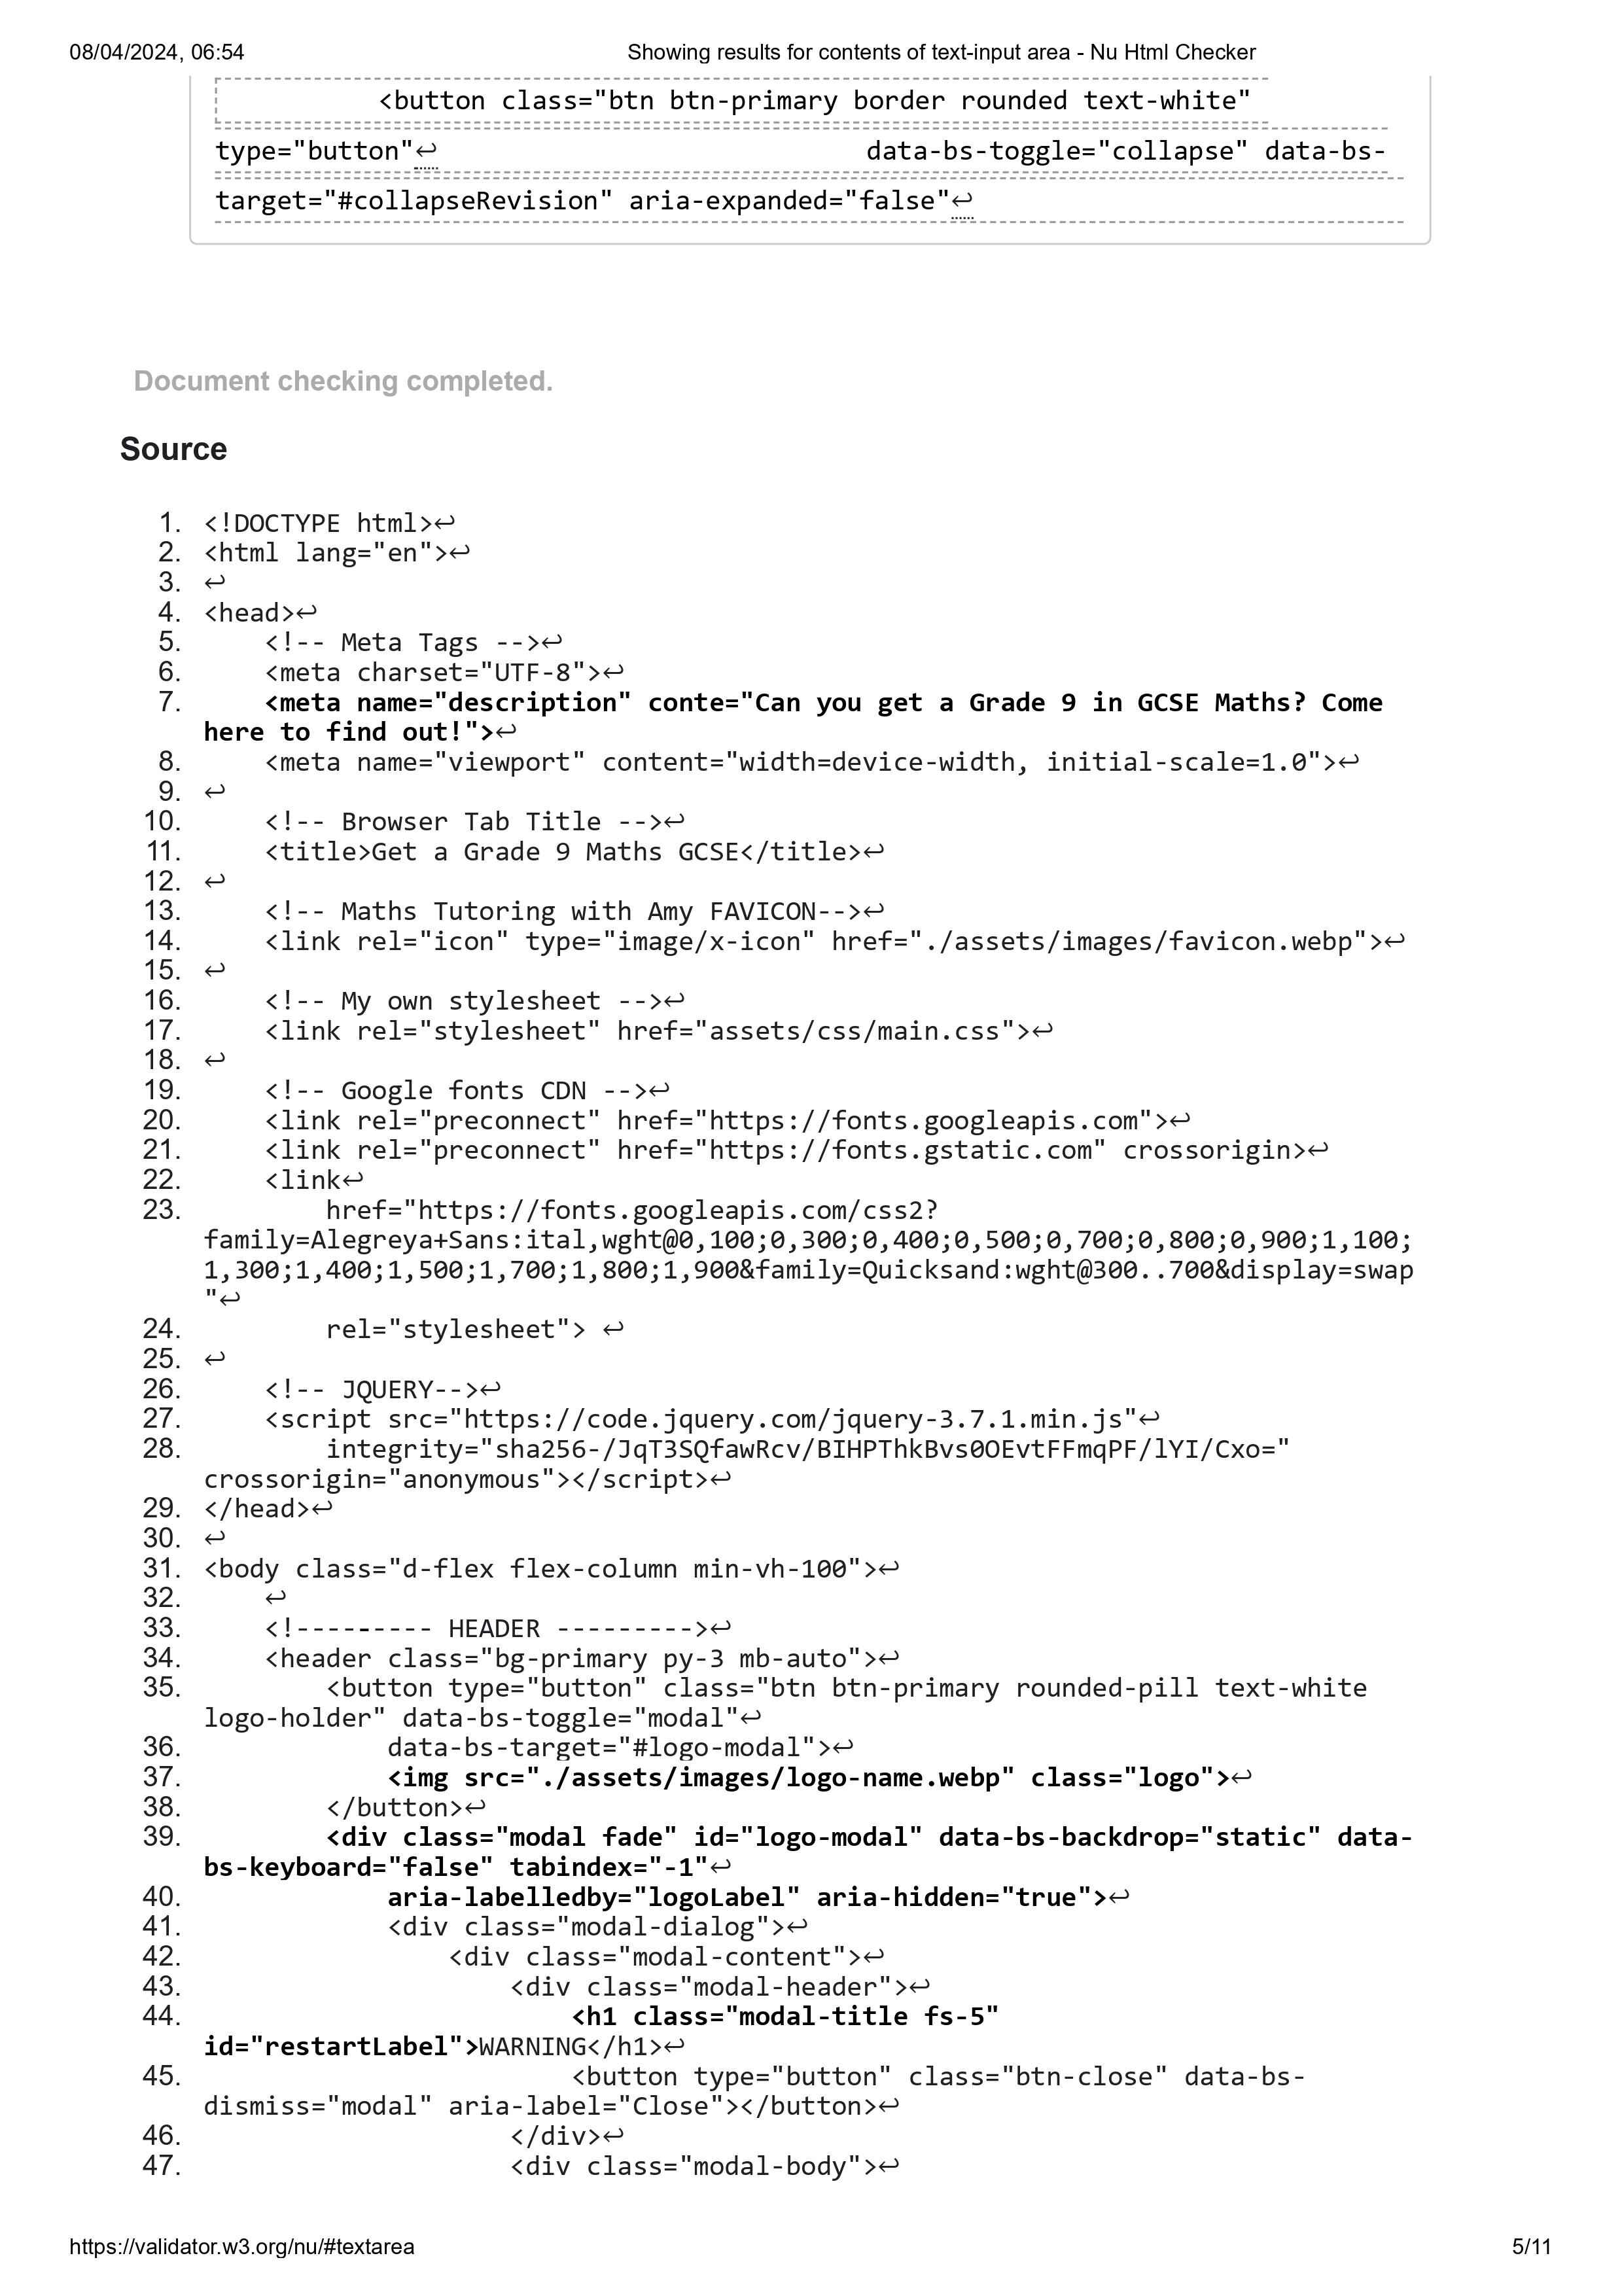 08/04/2024, 06:54 Showing results for contents of text-input area - Nu Html Checker
<button class="btn btn-primary border rounded text-white"
type="button"↩ data-bs-toggle="collapse" data-bs-
target="#collapseRevision" aria-expanded="false"↩
Document checking completed.
Source
1. <!DOCTYPE html>↩
2. <html lang="en">↩
3. ↩
4. <head>↩
5. <!-- Meta Tags -->↩
6. <meta charset="UTF-8">↩
7. <meta name="description" conte="Can you get a Grade 9 in GCSE Maths? Come
here to find out!">↩
8. <meta name="viewport" content="width=device-width, initial-scale=1.0">↩
9. ↩
10. <!-- Browser Tab Title -->↩
11. <title>Get a Grade 9 Maths GCSE</title>↩
12. ↩
13. <!-- Maths Tutoring with Amy FAVICON-->↩
14. <link rel="icon" type="image/x-icon" href="./assets/images/favicon.webp">↩
15. ↩
16. <!-- My own stylesheet -->↩
17. <link rel="stylesheet" href="assets/css/main.css">↩
18. ↩
19. <!-- Google fonts CDN -->↩
20. <link rel="preconnect" href="https://fonts.googleapis.com">↩
21. <link rel="preconnect" href="https://fonts.gstatic.com" crossorigin>↩
22. <link↩
23. href="https://fonts.googleapis.com/css2?
family=Alegreya+Sans:ital,wght@0,100;0,300;0,400;0,500;0,700;0,800;0,900;1,100;
1,300;1,400;1,500;1,700;1,800;1,900&family=Quicksand:wght@300..700&display=swap
"↩
24. rel="stylesheet"> ↩
25. ↩
26. <!-- JQUERY-->↩
27. <script src="https://code.jquery.com/jquery-3.7.1.min.js"↩
28. integrity="sha256-/JqT3SQfawRcv/BIHPThkBvs0OEvtFFmqPF/lYI/Cxo="
crossorigin="anonymous"></script>↩
29. </head>↩
30. ↩
31. <body class="d-flex flex-column min-vh-100">↩
32. ↩
33. <!--------- HEADER --------->↩
34. <header class="bg-primary py-3 mb-auto">↩
35. <button type="button" class="btn btn-primary rounded-pill text-white
logo-holder" data-bs-toggle="modal"↩
36. data-bs-target="#logo-modal">↩
37. <img src="./assets/images/logo-name.webp" class="logo">↩
38. </button>↩
39. <div class="modal fade" id="logo-modal" data-bs-backdrop="static" data-
bs-keyboard="false" tabindex="-1"↩
40. aria-labelledby="logoLabel" aria-hidden="true">↩
41. <div class="modal-dialog">↩
42. <div class="modal-content">↩
43. <div class="modal-header">↩
44. <h1 class="modal-title fs-5"
id="restartLabel">WARNING</h1>↩
45. <button type="button" class="btn-close" data-bs-
dismiss="modal" aria-label="Close"></button>↩
46. </div>↩
47. <div class="modal-body">↩
https://validator.w3.org/nu/#textarea 5/11